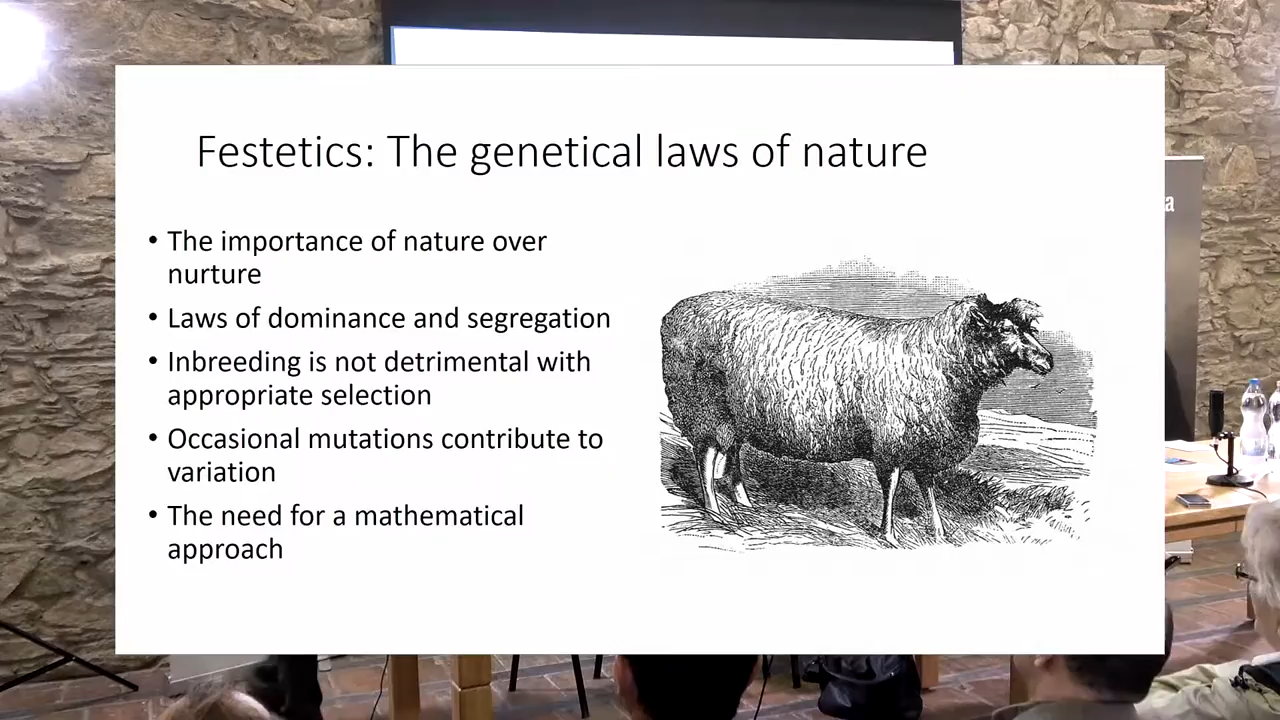 Festetics: The genetical laws of nature
• The importance of nature over
nurture
• Laws of dominance and segregation
• Inbreeding is not detrimental with
appropriate selection
• Occasional mutations contribute to
variation
• The need for a mathematical
approach
a